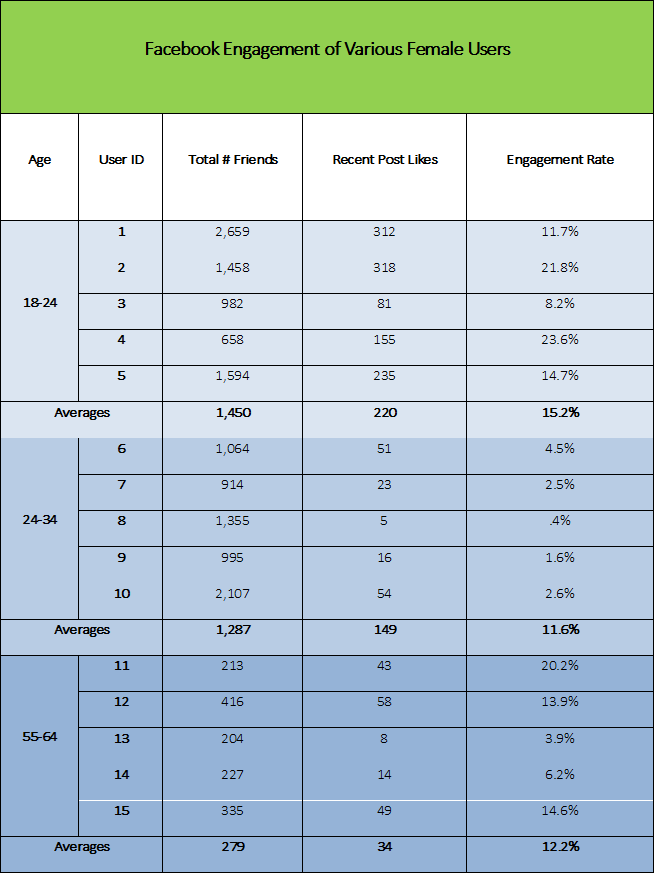 Facebook Engagement of Various Female Users
Age User ID Total # Friends Recent Post Likes Engagement Rate
1 2,659 312 11.7%
2 1,458 318 21.8%
18-24 3 982 81 8.2%
4 658 155 23.6%
5 1,594 235 14.7%
Averages 1,450 220 15.2%
6 1,064 51 4.5%
7 914 23 2.5%
24-34 8 1,355 5 .4%
9 995 16 1.6%
10 2,107 54 2.6%
Averages 1,287 149 11.6%
11 213 43 20.2%
12 416 58 13.9%
55-64 13 204 8 3.9%
14 227 14 6.2%
15 335 49 14.6%
Averages 279 34 12.2%